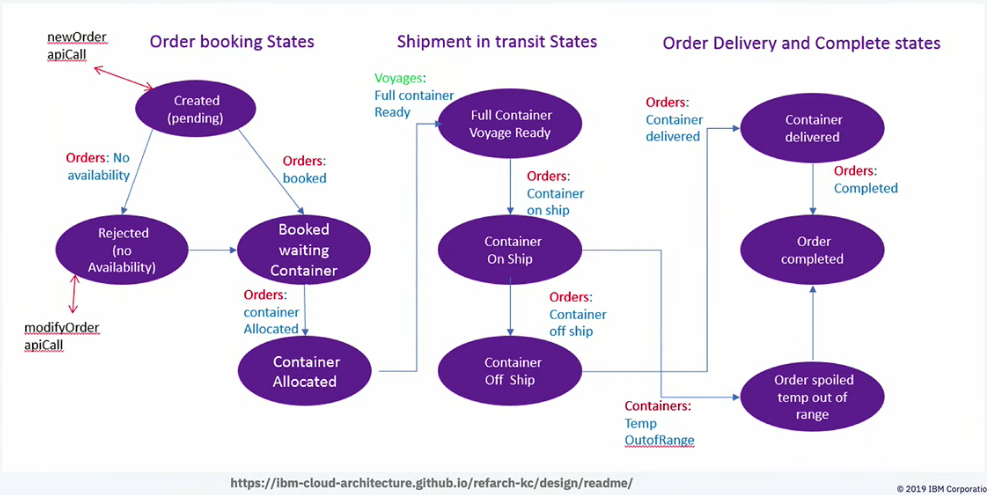 newOrder
apiCall
Order booking States
Shipment in transit States
Order Delivery and Complete states
Created
(pending)
Orders: No
availability
Orders:
booked
Rejected
(no
Availability)
Booked
waiting
Container
modifyOrder
apiCall
Orders:
container
Allocated
Container
Allocated
Voyages:
Full container
Ready
Full Container
Voyage Ready
Orders:
Container
on ship
Container
On Ship
Orders:
Container
off ship
Container
Off Ship
Orders:
Container
delivered
Container
delivered
Orders:
Completed
Order
completed
Containers:
Temp
OutofRange
Order spoiled
temp out of
range
https://ibm-cloud-architecture.github.io/refarch-kc/design/readme/
© 2019 IBM Corporatio